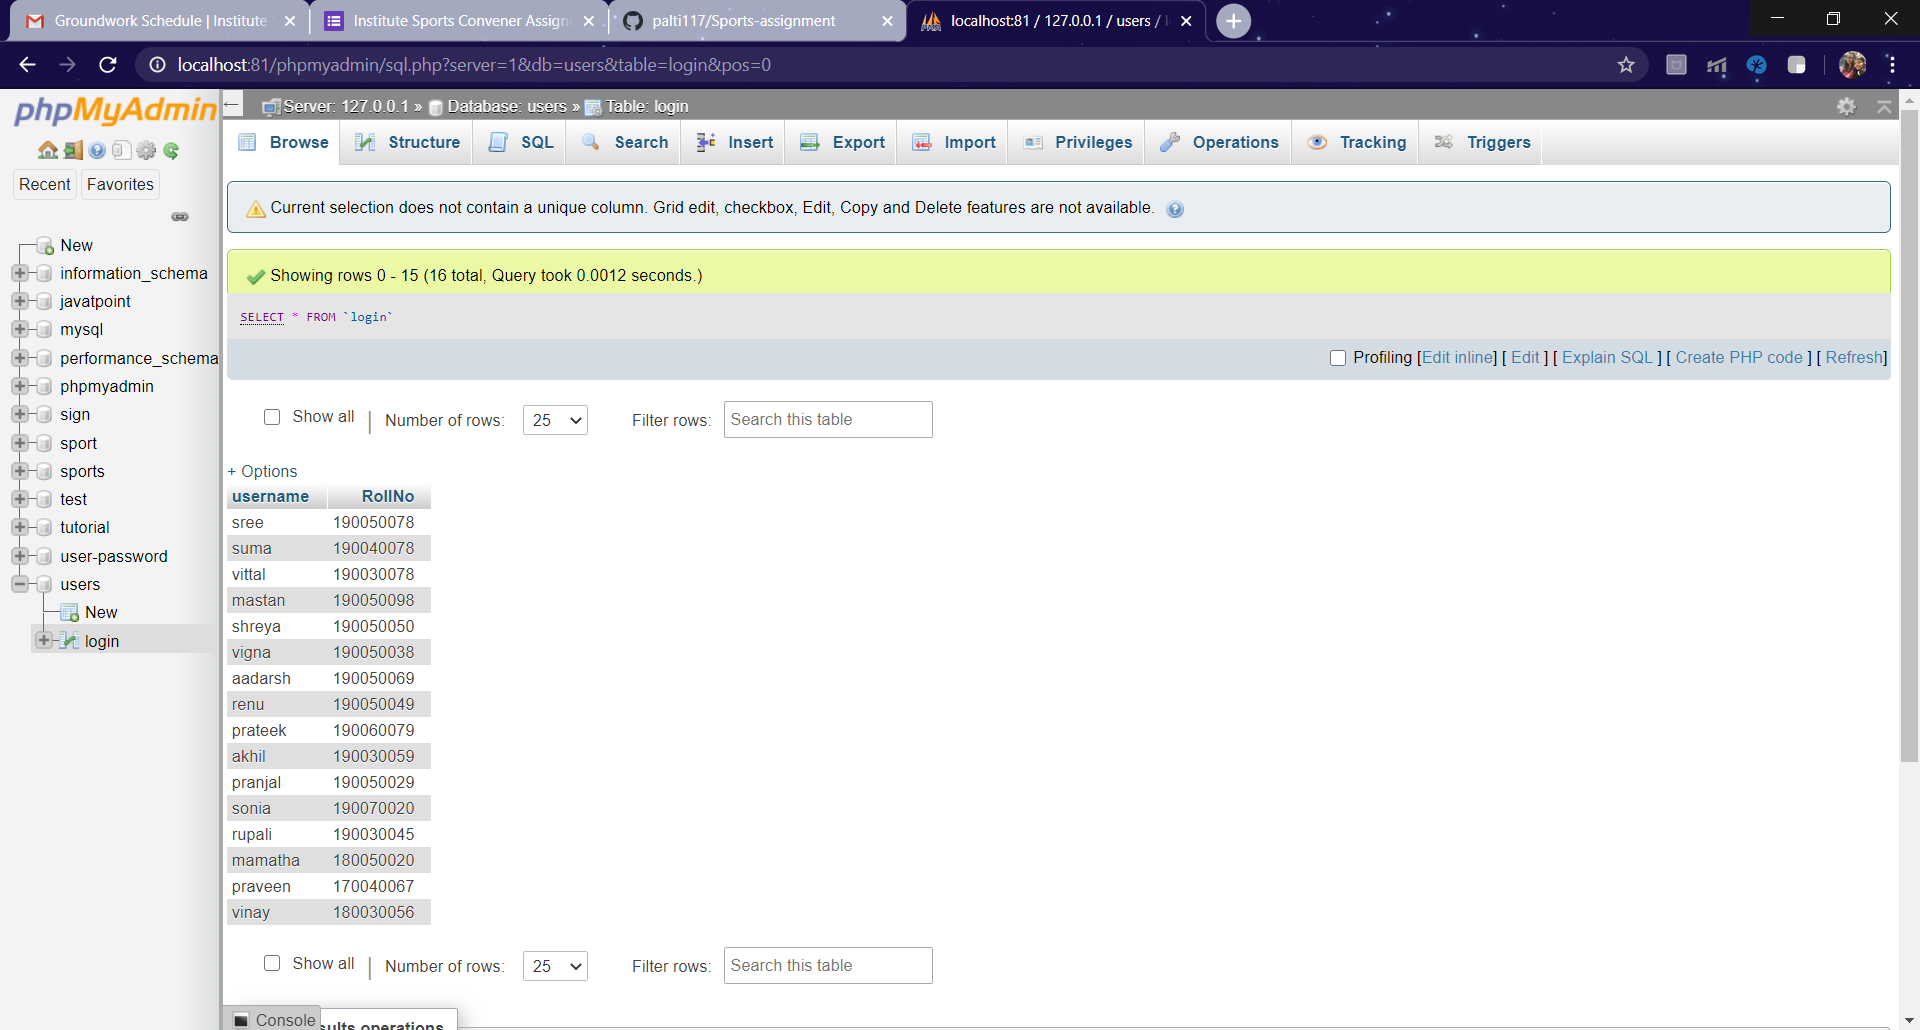 Groundwork Schedule | Institute
Institute Sports Convener Assign
palti117/Sports-assignment
localhost:81 / 127.0.0.1 / users / l
localhost:81/phpmyadmin/sql.php?server=1&db=users&table=login&pos=0
phpMyAdmin
Recent Favorites
New
information_schema
javatpoint
mysql
performance_schema
phpmyadmin
sign
sport
sports
test
tutorial
user-password
users
New
login
Server: 127.0.0.1 » Database: users » Table: login
Browse Structure SQL Search Insert Export Import Privileges Operations Tracking Triggers
Current selection does not contain a unique column. Grid edit, checkbox, Edit, Copy and Delete features are not available.
Showing rows 0 - 15 (16 total, Query took 0.0012 seconds.)
SELECT * FROM `login`
Profiling [Edit inline] [ Edit ] [ Explain SQL ] [ Create PHP code ] [ Refresh]
Show all | Number of rows: 25 Filter rows: Search this table
+ Options
username RollNo
sree 190050078
suma 190040078
vittal 190030078
mastan 190050098
shreya 190050050
vigna 190050038
aadarsh 190050069
renu 190050049
prateek 190060079
akhil 190030059
pranjal 190050029
sonia 190070020
rupali 190030045
mamatha 180050020
praveen 170040067
vinay 180030056
Show all | Number of rows: 25 Filter rows: Search this table
Console
sults operations